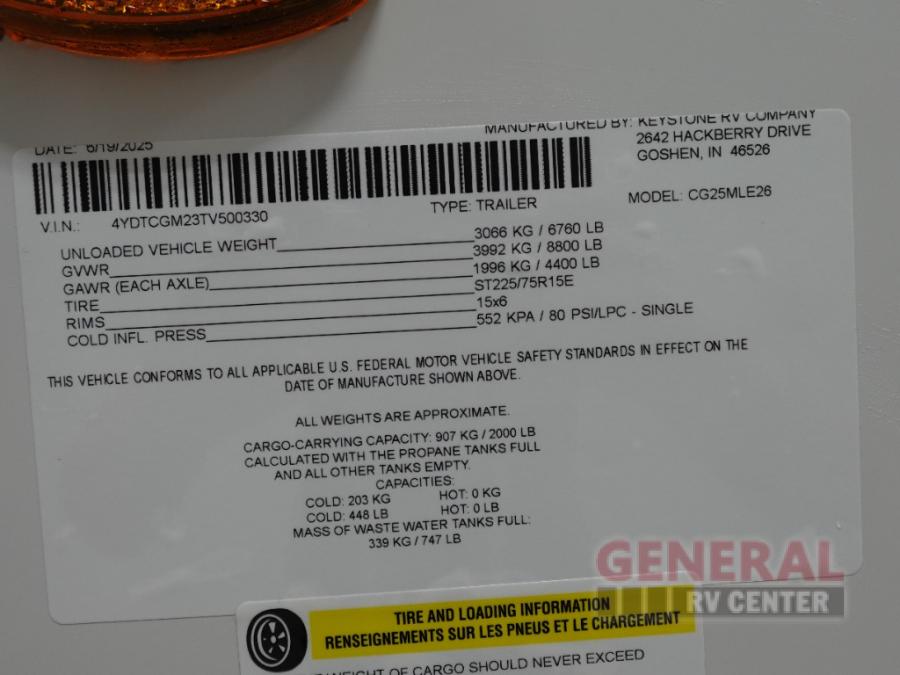 DATE: 6/19/2025
MANUFACTURED BY: KEYSTONE RV COMPANY
2642 HACKBERRY DRIVE
GOSHEN, IN 46526
V.I.N.: 4YDTCGM23TV500330
TYPE: TRAILER
MODEL: CG25MLE26
UNLOADED VEHICLE WEIGHT 3066 KG / 6760 LB
GVWR 3992 KG / 8800 LB
GAWR (EACH AXLE) 1996 KG / 4400 LB
TIRE ST225/75R15E
RIMS 15x6
COLD INFL. PRESS 552 KPA / 80 PSI/LPC - SINGLE
THIS VEHICLE CONFORMS TO ALL APPLICABLE U.S. FEDERAL MOTOR VEHICLE SAFETY STANDARDS IN EFFECT ON THE
DATE OF MANUFACTURE SHOWN ABOVE.
ALL WEIGHTS ARE APPROXIMATE.
CARGO-CARRYING CAPACITY: 907 KG / 2000 LB
CALCULATED WITH THE PROPANE TANKS FULL
AND ALL OTHER TANKS EMPTY.
CAPACITIES:
COLD: 203 KG HOT: 0 KG
COLD: 448 LB HOT: 0 LB
MASS OF WASTE WATER TANKS FULL:
339 KG / 747 LB
GENERAL
RV CENTER
TIRE AND LOADING INFORMATION
RENSEIGNEMENTS SUR LES PNEUS ET LE CHARGEMENT
WEIGHT OF CARGO SHOULD NEVER EXCEED